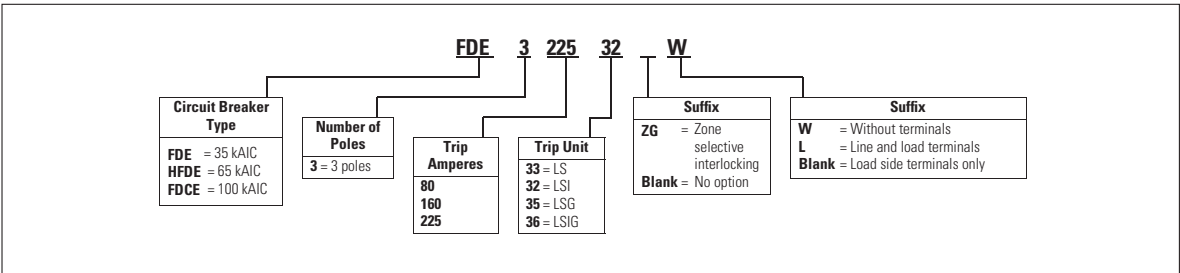 FDE 3 225 32 _ W
Circuit Breaker
Type
FDE = 35 kAIC
HFDE = 65 kAIC
FDCE = 100 kAIC
Number of
Poles
3 = 3 poles
Trip
Amperes
80
160
225
Trip Unit
33 = LS
32 = LSI
35 = LSG
36 = LSIG
Suffix
ZG = Zone
selective
interlocking
Blank = No option
Suffix
W = Without terminals
L = Line and load terminals
Blank = Load side terminals only